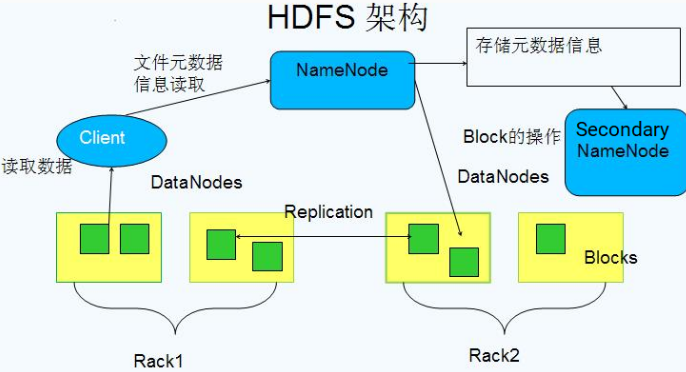 HDFS 架构
文件元数据
信息读取
NameNode
存储元数据信息
Client
Block的操作
Secondary
NameNode
读取数据
DataNodes
DataNodes
Replication
Blocks
Rack1
Rack2